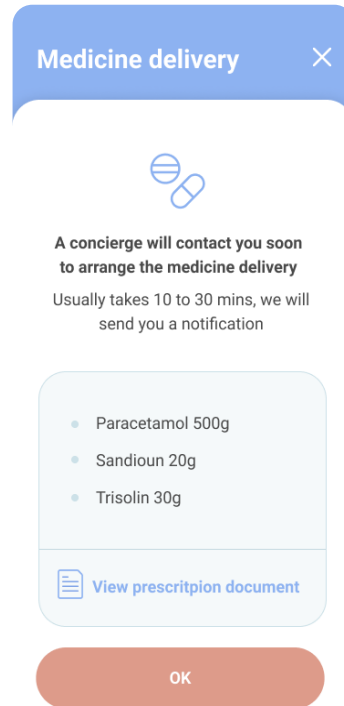 Medicine delivery
A concierge will contact you soon
to arrange the medicine delivery
Usually takes 10 to 30 mins, we will
send you a notification
Paracetamol 500g
Sandioun 20g
Trisolin 30g
View prescritpion document
OK